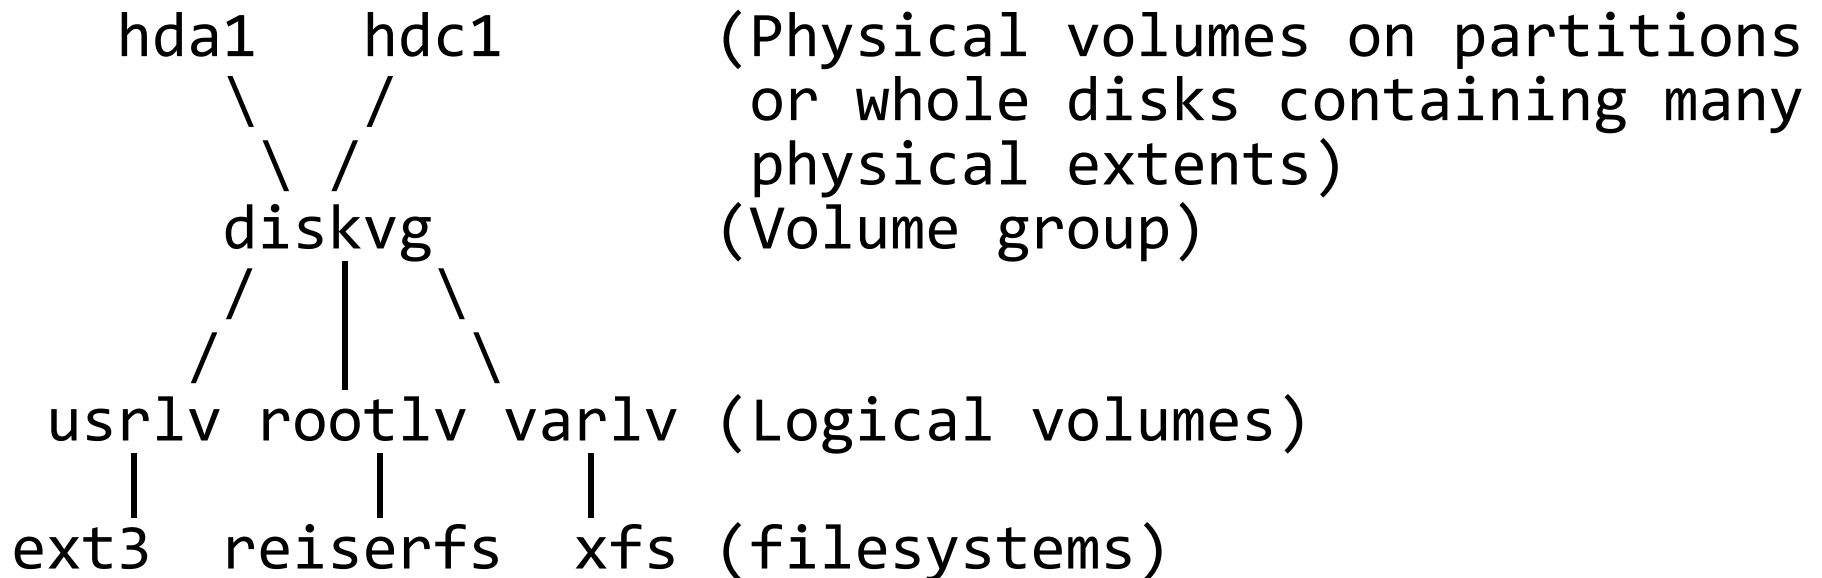 hda1 hdc1 (Physical volumes on partitions
or whole disks containing many
physical extents)
diskvg (Volume group)
usrlv rootlv varlv (Logical volumes)
ext3 reiserfs xfs (filesystems)